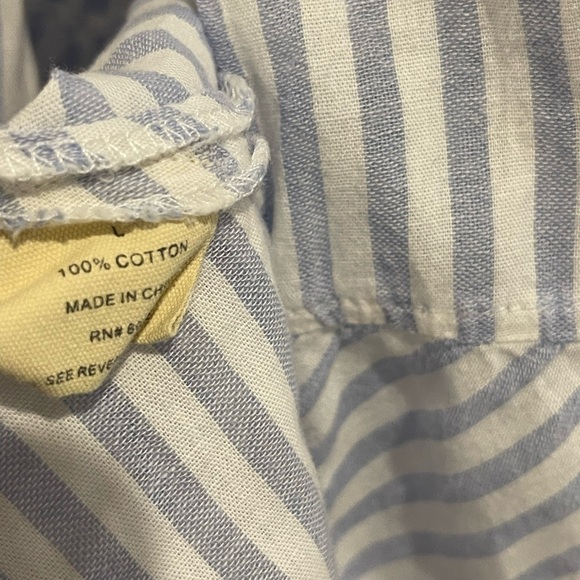 100% COTTON
MADE IN CH
RN# 6
SEE REVE